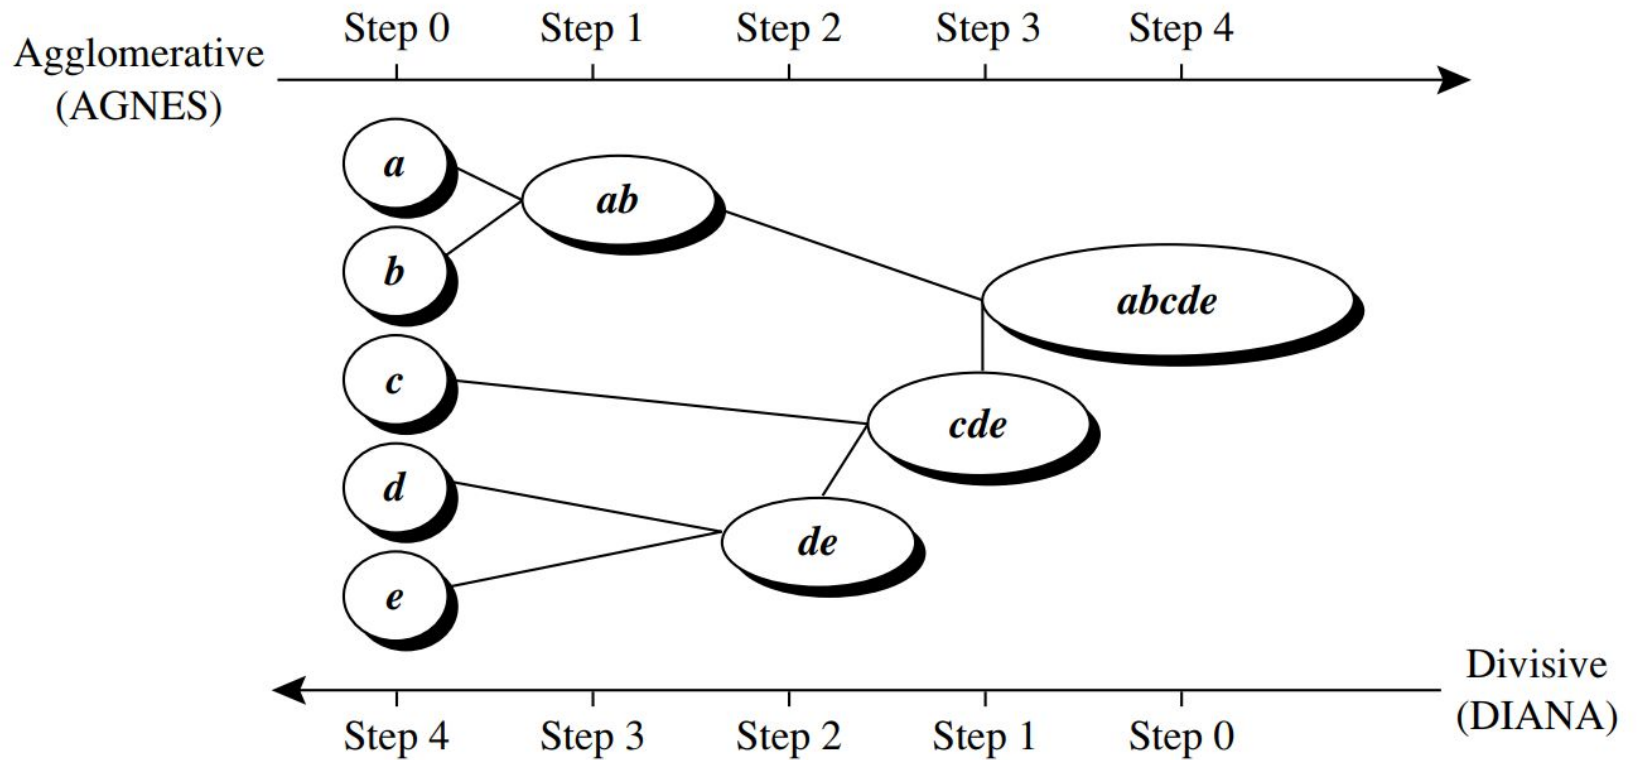 Step 0 Step 1 Step 2 Step 3 Step 4
Agglomerative
(AGNES)
a
ab
b
abcde
c
cde
d
de
e
Divisive
(DIANA)
Step 4 Step 3 Step 2 Step 1 Step 0